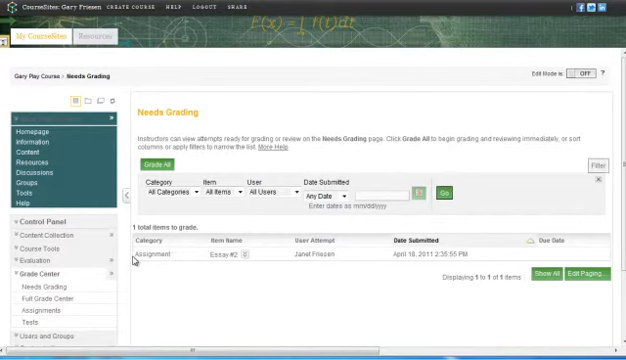 CourseSites: Gary Friesen CREATE COURSE HELP LOGOUT SHARE
E(x) = ∫ f(t)dt
My CourseSites Resources
Gary Play Course > Needs Grading Edit Mode is: OFF ?
Needs Grading
Instructors can view attempts ready for grading or review on the Needs Grading page. Click Grade All to begin grading and reviewing immediately, or sort
columns or apply filters to narrow the list. More Help
Grade All Filter
Category Item User Date Submitted
All Categories All Items All Users Any Date Go
Enter dates as mm/dd/yyyy
1 total items to grade.
Category Item Name User Attempt Date Submitted Due Date
Assignment Essay #2 Janet Friesen April 18, 2011 2:35:55 PM
Displaying 1 to 1 of 1 items Show All Edit Paging...
Homepage
Information
Content
Resources
Discussions
Groups
Tools
Help
Control Panel
Content Collection
Course Tools
Evaluation
Grade Center
Needs Grading
Full Grade Center
Assignments
Tests
Users and Groups